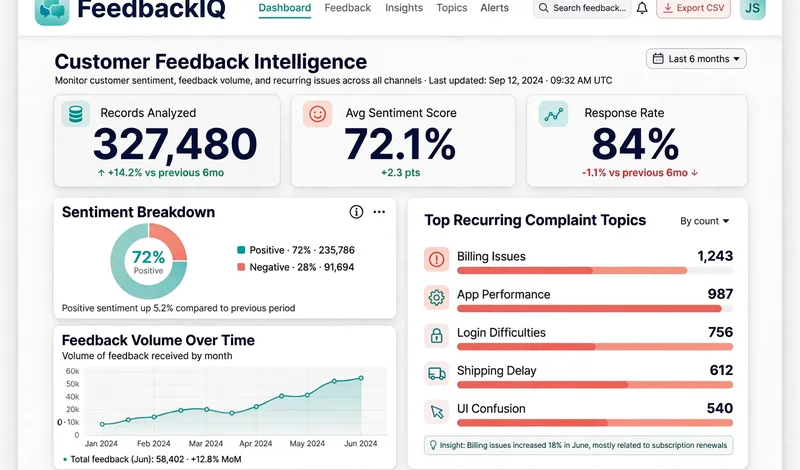 FeedbackIQ
Dashboard Feedback Insights Topics Alerts
Search feedback...
Export CSV
JS
Customer Feedback Intelligence
Monitor customer sentiment, feedback volume, and recurring issues across all channels · Last updated: Sep 12, 2024 · 09:32 AM UTC
Last 6 months
Records Analyzed
327,480
↑ +14.2% vs previous 6mo
Avg Sentiment Score
72.1%
+2.3 pts
Response Rate
84%
-1.1% vs previous 6mo ↓
Sentiment Breakdown
72%
Positive
Positive · 72% · 235,786
Negative · 28% · 91,694
Positive sentiment up 5.2% compared to previous period
Feedback Volume Over Time
Volume of feedback received by month
60k
50k
40k
20k
0·10k
0
Jan 2024 Feb 2024 Mar 2024 Apr 2024 May 2024 Jun 2024
• Total feedback (Jun): 58,402 · +12.8% MoM
Top Recurring Complaint Topics
By count
Billing Issues 1,243
App Performance 987
Login Difficulties 756
Shipping Delay 612
UI Confusion 540
Insight: Billing issues increased 18% in June, mostly related to subscription renewals